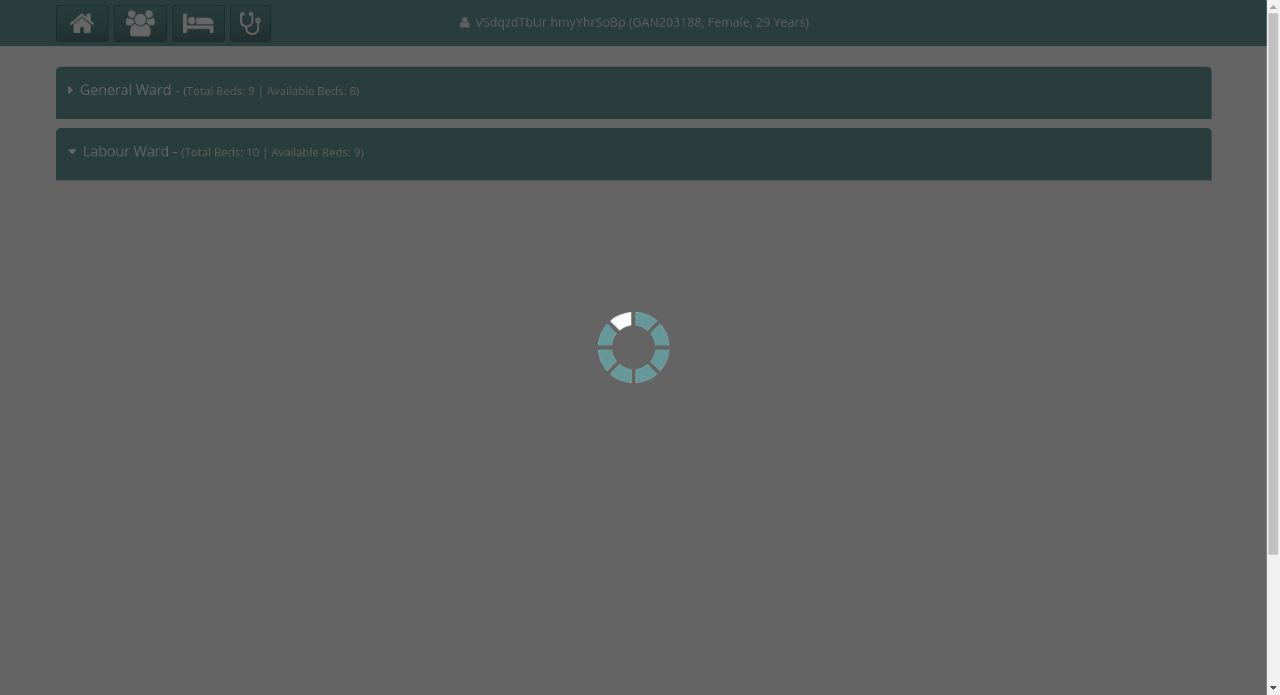 VSdqzdTbUr hmyYhrSoBp (GAN203188, Female, 29 Years)
General Ward - (Total Beds: 9 | Available Beds: 8)
Labour Ward - (Total Beds: 10 | Available Beds: 9)